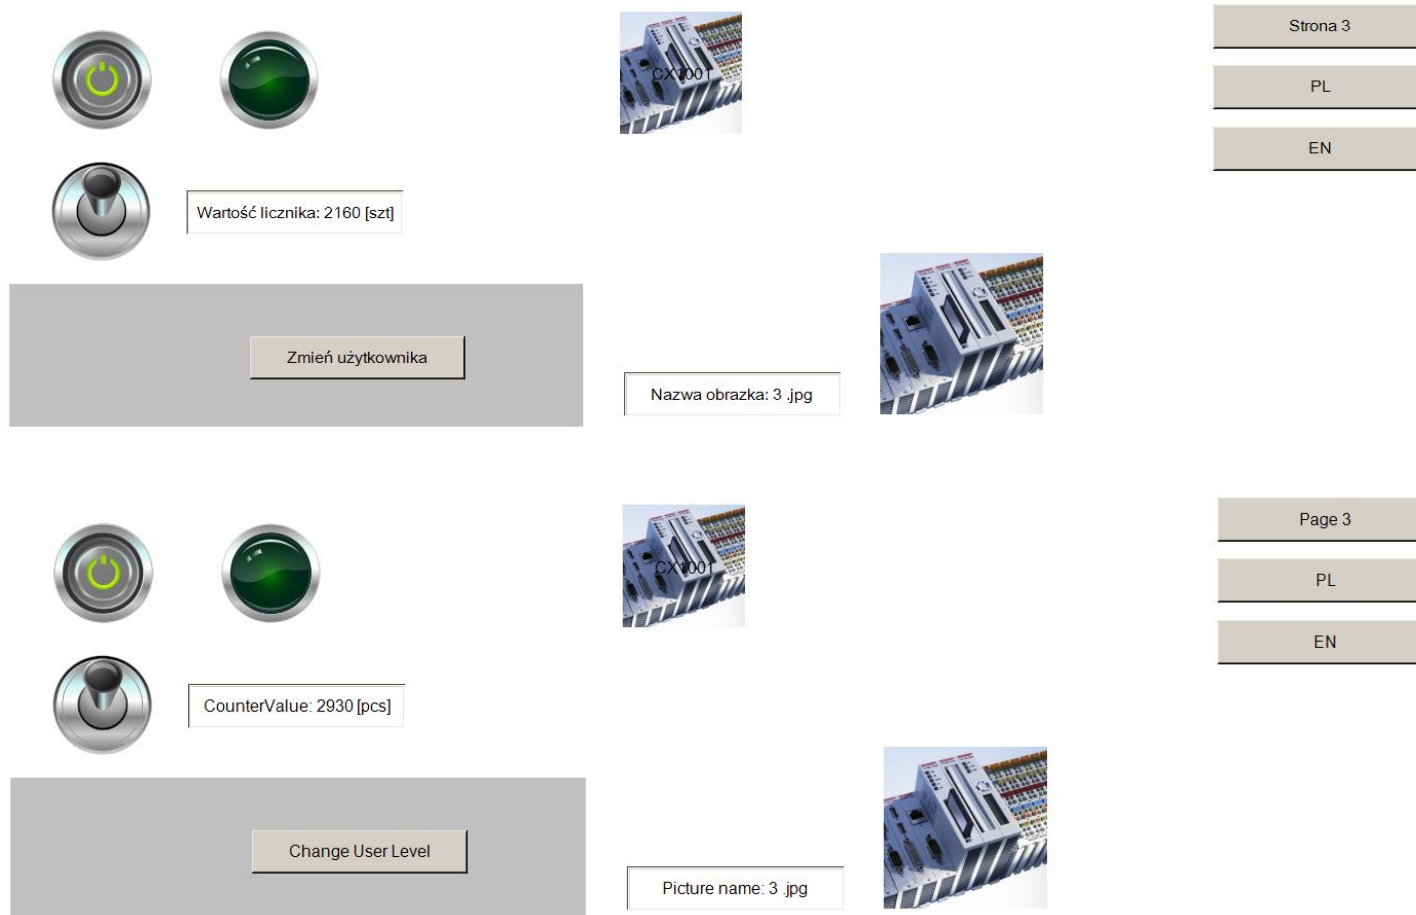 CX1001
Strona 3
PL
EN
Wartość licznika: 2160 [szt]
Zmień użytkownika
Nazwa obrazka: 3 .jpg
CX1001
Page 3
PL
EN
CounterValue: 2930 [pcs]
Change User Level
Picture name: 3 .jpg